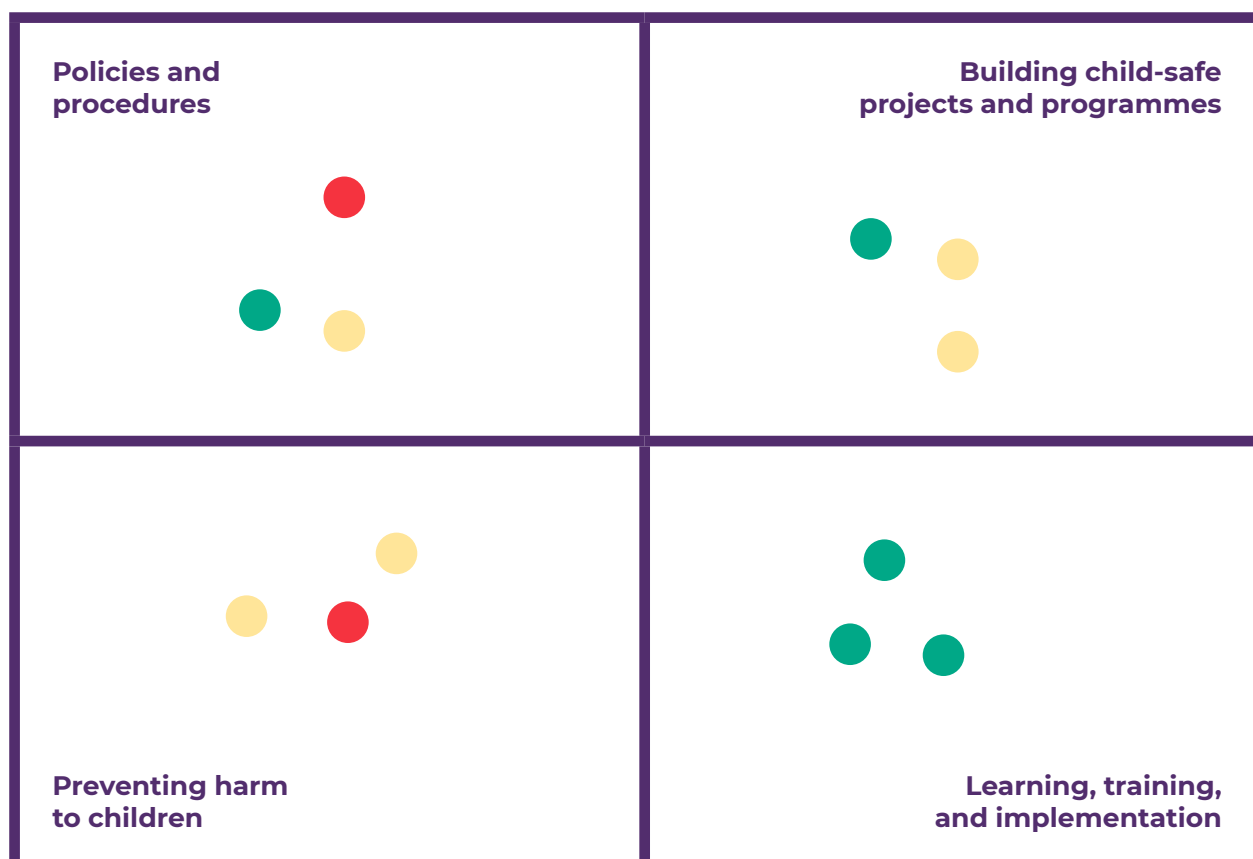 Policies and
procedures
Building child-safe
projects and programmes
Preventing harm
to children
Learning, training,
and implementation